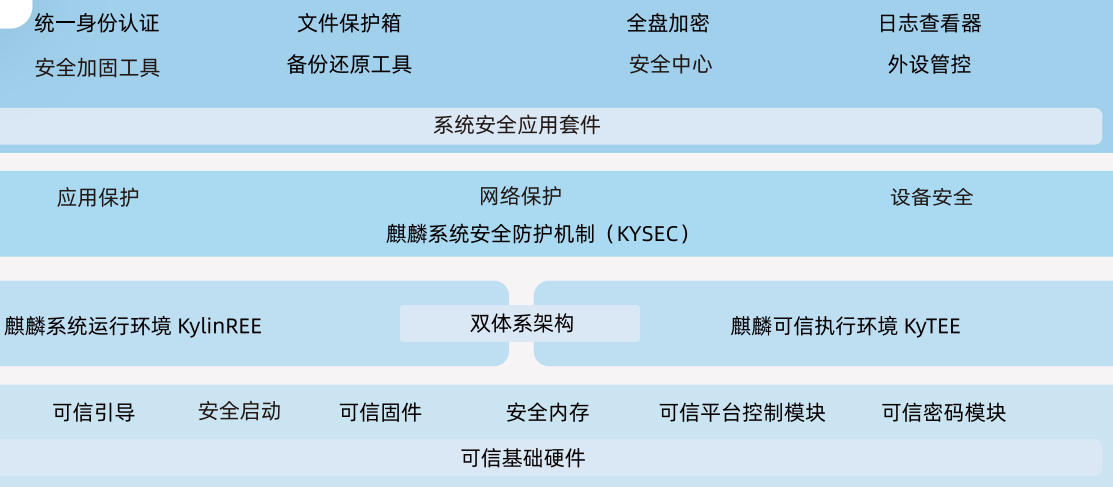 统一身份认证 文件保护箱 全盘加密 日志查看器
安全加固工具 备份还原工具 安全中心 外设管控
系统安全应用套件
应用保护 网络保护 设备安全
麒麟系统安全防护机制（KYSEC）
麒麟系统运行环境 KylinREE 双体系架构 麒麟可信执行环境 KyTEE
可信引导 安全启动 可信固件 安全内存 可信平台控制模块 可信密码模块
可信基础硬件